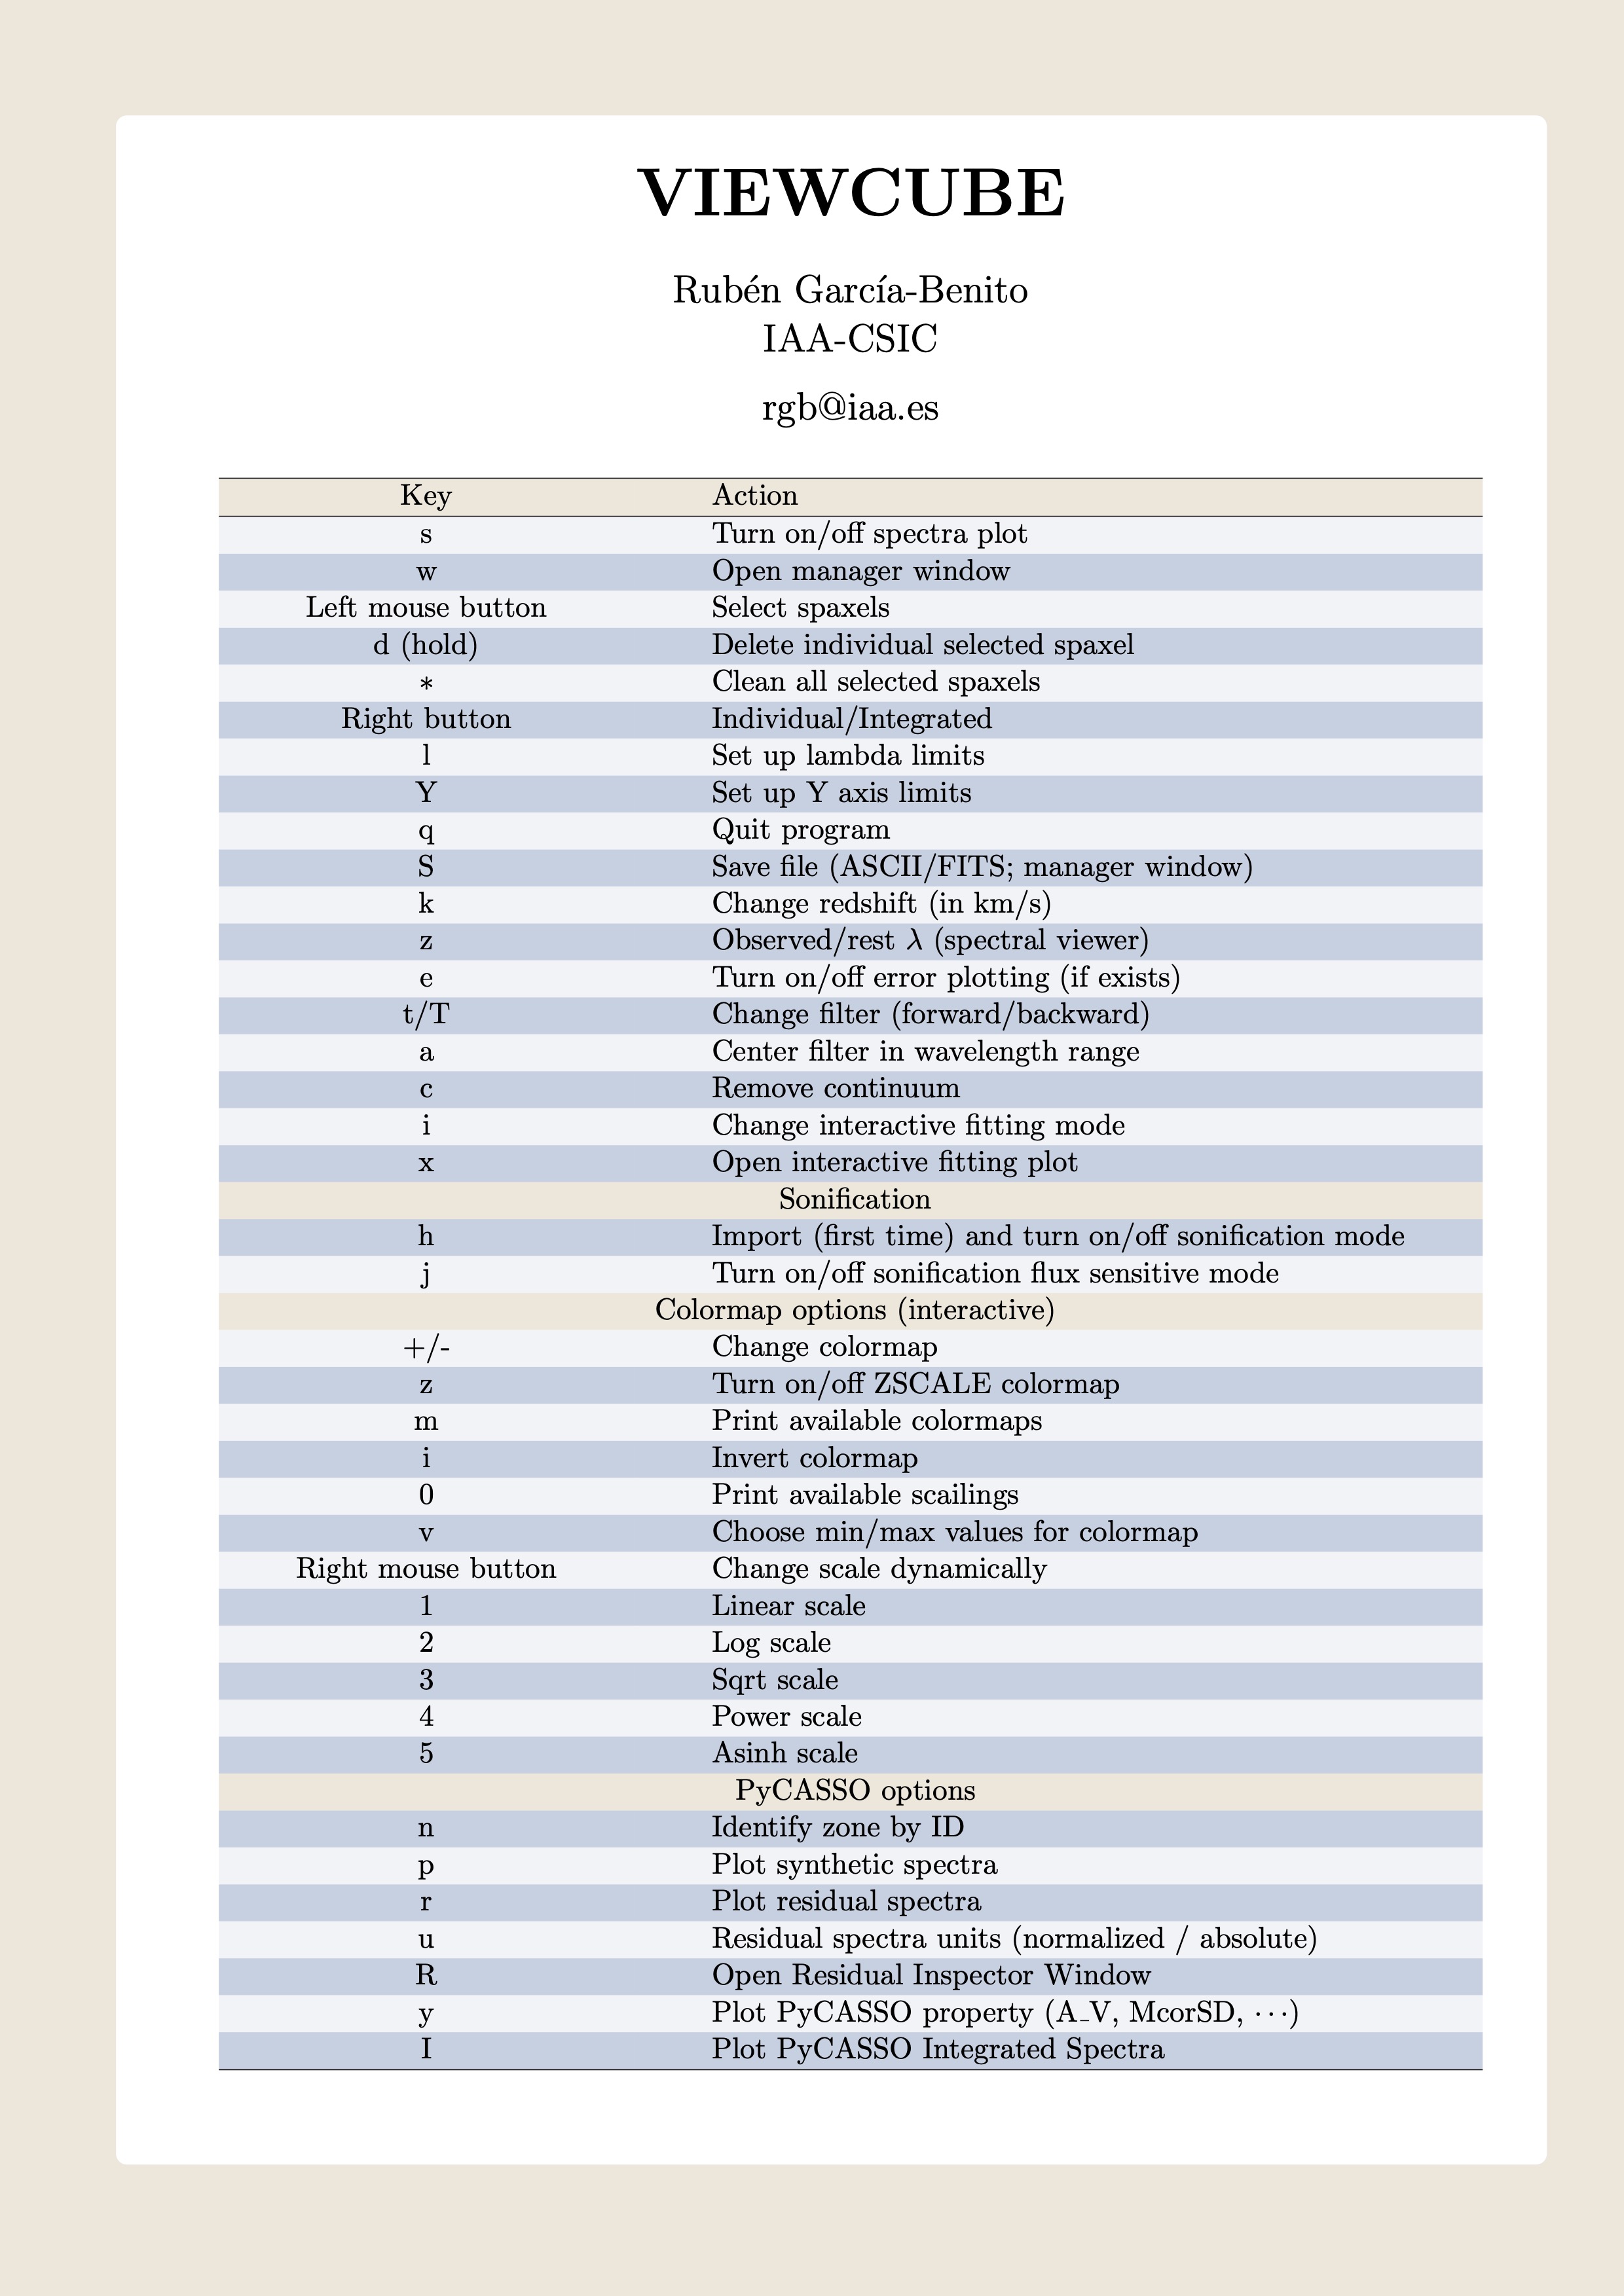 VIEWCUBE
Rubén García-Benito
IAA-CSIC
rgb@iaa.es
Key Action
s Turn on/off spectra plot
w Open manager window
Left mouse button Select spaxels
d (hold) Delete individual selected spaxel
* Clean all selected spaxels
Right button Individual/Integrated
l Set up lambda limits
Y Set up Y axis limits
q Quit program
S Save file (ASCII/FITS; manager window)
k Change redshift (in km/s)
z Observed/rest λ (spectral viewer)
e Turn on/off error plotting (if exists)
t/T Change filter (forward/backward)
a Center filter in wavelength range
c Remove continuum
i Change interactive fitting mode
x Open interactive fitting plot
Sonification
h Import (first time) and turn on/off sonification mode
j Turn on/off sonification flux sensitive mode
Colormap options (interactive)
+/- Change colormap
z Turn on/off ZSCALE colormap
m Print available colormaps
i Invert colormap
0 Print available scailings
v Choose min/max values for colormap
Right mouse button Change scale dynamically
1 Linear scale
2 Log scale
3 Sqrt scale
4 Power scale
5 Asinh scale
PyCASSO options
n Identify zone by ID
p Plot synthetic spectra
r Plot residual spectra
u Residual spectra units (normalized / absolute)
R Open Residual Inspector Window
y Plot PyCASSO property (A_V, McorSD, ···)
I Plot PyCASSO Integrated Spectra